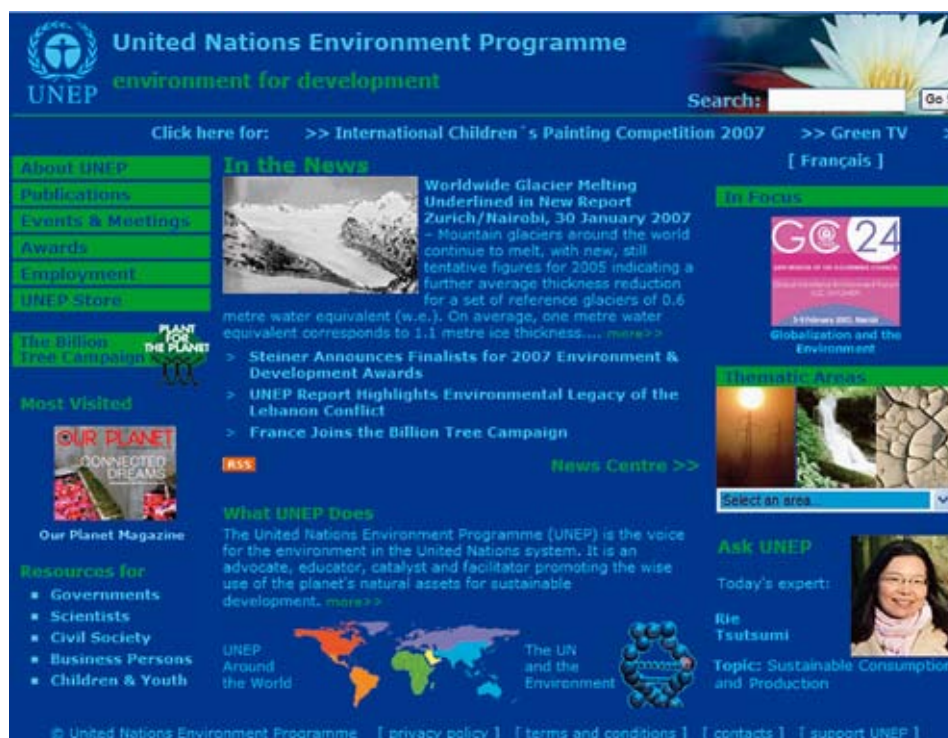 United Nations Environment Programme
environment for development
UNEP
Search:
Go
Click here for: >> International Children´s Painting Competition 2007 >> Green TV
[ Français ]
About UNEP
Publications
Events & Meetings
Awards
Employment
UNEP Store
The Billion
Tree Campaign
PLANT
FOR
THE PLANET
Most Visited
OUR PLANET
CONNECTED
DREAMS
Our Planet Magazine
Resources for
Governments
Scientists
Civil Society
Business Persons
Children & Youth
In the News
Worldwide Glacier Melting
Underlined in New Report
Zurich/Nairobi, 30 January 2007
– Mountain glaciers around the world
continue to melt, with new, still
tentative figures for 2005 indicating a
further average thickness reduction
for a set of reference glaciers of 0.6
metre water equivalent (w.e.). On average, one metre water
equivalent corresponds to 1.1 metre ice thickness.... more>>
> Steiner Announces Finalists for 2007 Environment &
Development Awards
> UNEP Report Highlights Environmental Legacy of the
Lebanon Conflict
> France Joins the Billion Tree Campaign
RSS
News Centre >>
What UNEP Does
The United Nations Environment Programme (UNEP) is the voice
for the environment in the United Nations system. It is an
advocate, educator, catalyst and facilitator promoting the wise
use of the planet's natural assets for sustainable
development. more>>
UNEP
Around
the World
The UN
and the
Environment
In Focus
GC 24
Globalization and the
Environment
Thematic Areas
Select an area...
Ask UNEP
Today's expert:
Rie
Tsutsumi
Topic: Sustainable Consumption
and Production
© United Nations Environment Programme [ privacy policy ] [ terms and conditions ] [ contacts ] [ support UNEP ]